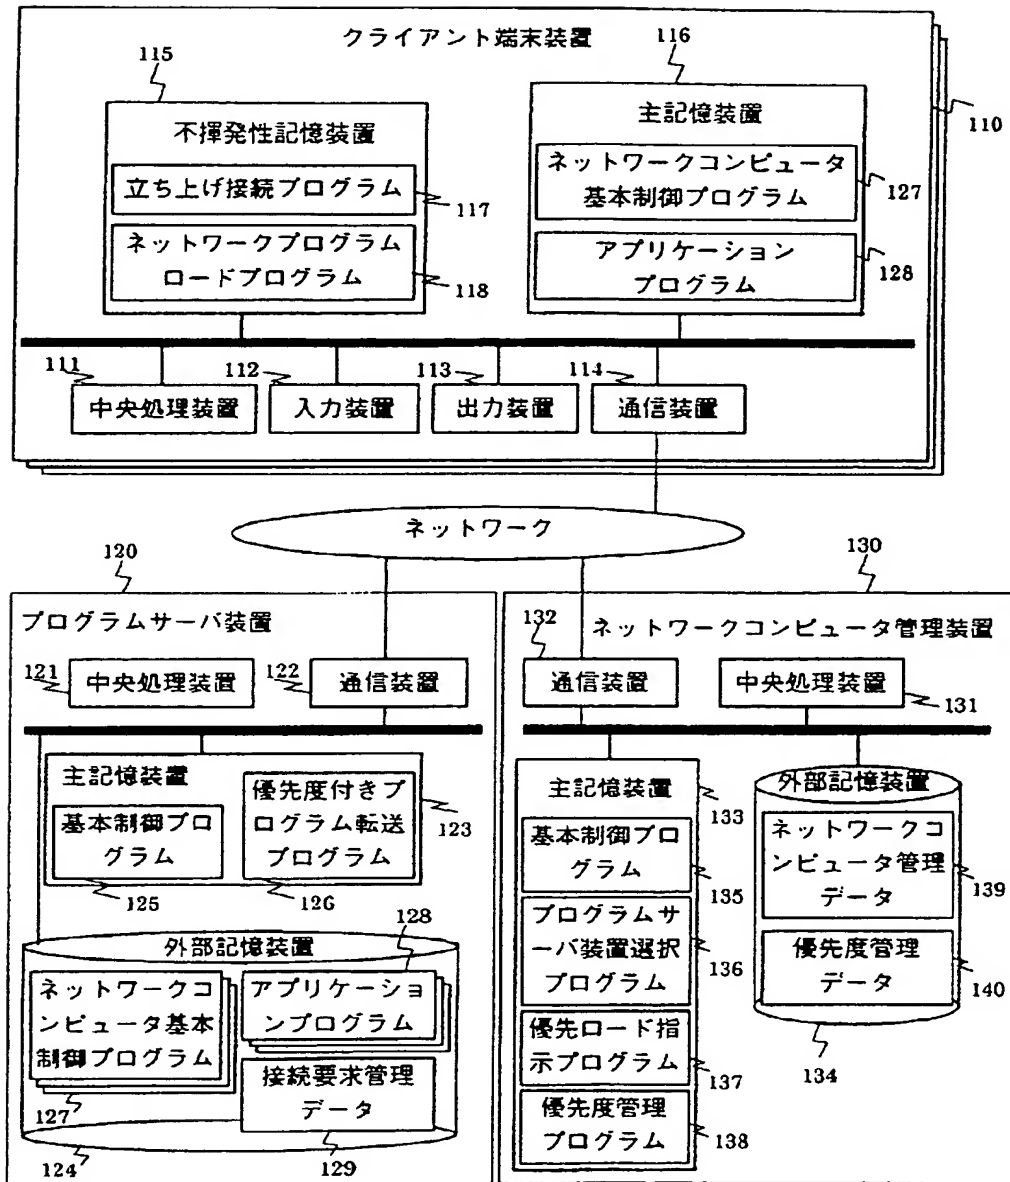 クライアント端末装置
115
116
110
不揮発性記憶装置
主記憶装置
立ち上げ接続プログラム
117
ネットワークプログラム
ロードプログラム
118
ネットワークコンピュータ
基本制御プログラム
127
アプリケーション
プログラム
128
111
112
113
114
中央処理装置
入力装置
出力装置
通信装置
ネットワーク
120
プログラムサーバ装置
121
中央処理装置
122
通信装置
主記憶装置
基本制御プロ
グラム
優先度付きプ
ログラム転送
プログラム
123
125
126
128
外部記憶装置
ネットワークコ
ンピュータ基本
制御プログラム
アプリケーショ
ンプログラム
接続要求管理
データ
127
124
129
130
132
ネットワークコンピュータ管理装置
通信装置
中央処理装置
131
主記憶装置
133
基本制御プロ
グラム
135
プログラムサ
ーバ装置選択
プログラム
136
優先ロード指
示プログラム
137
優先度管理
プログラム
138
外部記憶装置
ネットワークコ
ンピュータ管理
データ
139
優先度管理
データ
140
134